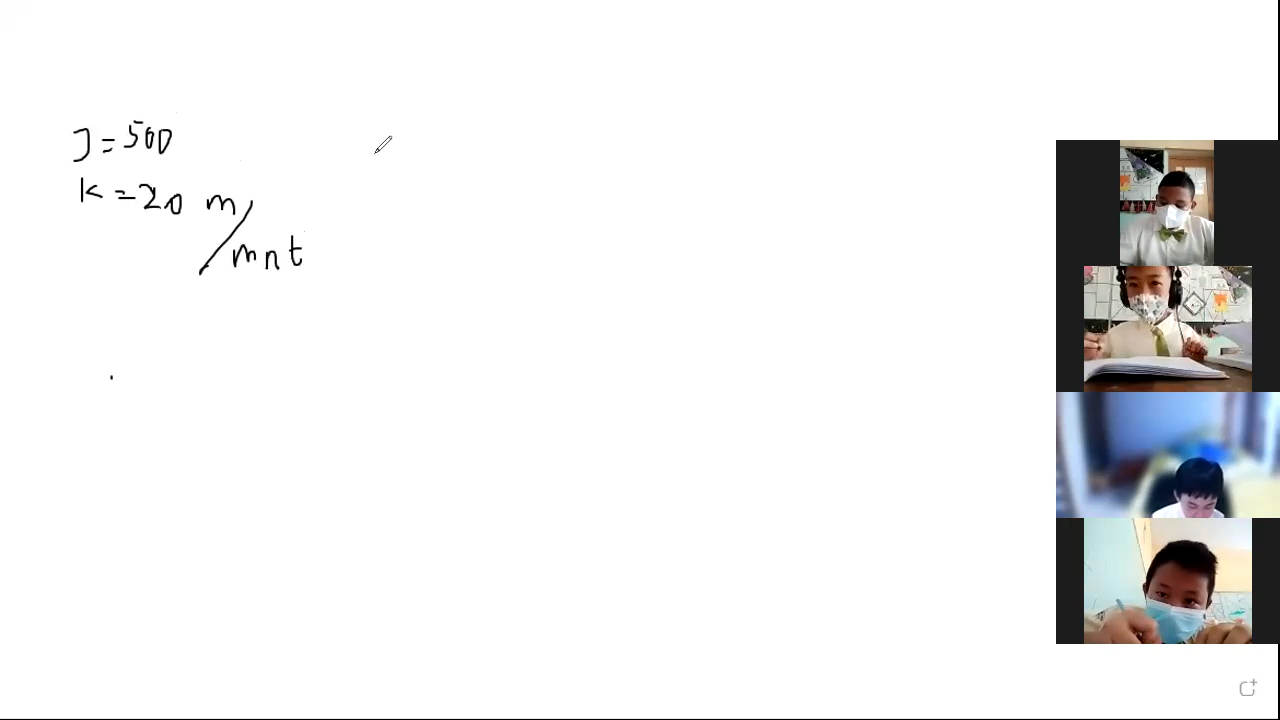 J = 500
K = 20 m/mnt